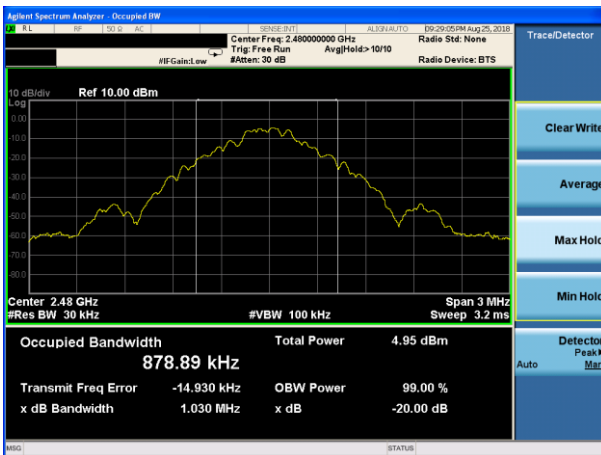 Agilent Spectrum Analyzer - Occupied BW
RL RF 50 Ω AC SENSE:INT ALIGN AUTO 09:29:05 PM Aug 25, 2018
Center Freq: 2.480000000 GHz Radio Std: None
Trig: Free Run Avg|Hold:> 10/10
#IFGain:Low #Atten: 30 dB Radio Device: BTS
Trace/Detector
10 dB/div Ref 10.00 dBm
Log
0.00
-10.0
-20.0
-30.0
-40.0
-50.0
-60.0
-70.0
-80.0
Clear Write
Average
Max Hold
Min Hold
Center 2.48 GHz Span 3 MHz
#Res BW 30 kHz #VBW 100 kHz Sweep 3.2 ms
Occupied Bandwidth Total Power 4.95 dBm
878.89 kHz
Transmit Freq Error -14.930 kHz OBW Power 99.00 %
x dB Bandwidth 1.030 MHz x dB -20.00 dB
Detector
Peak
Auto Man
MSG STATUS